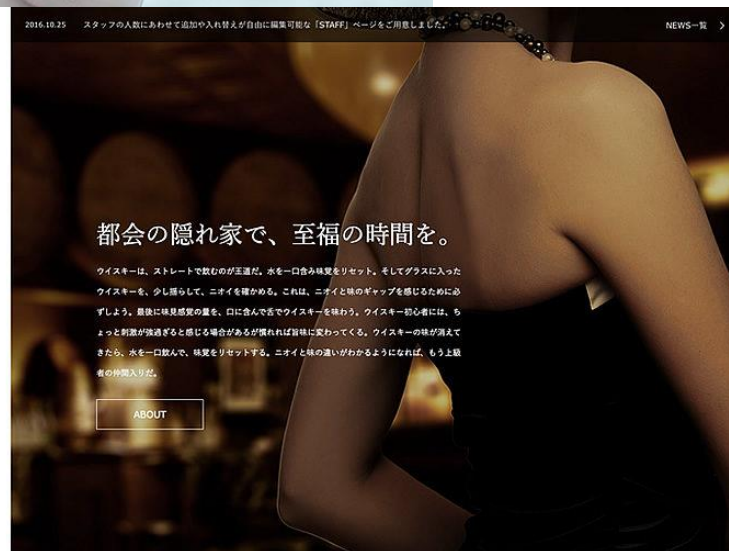 2016.10.25 スタッフの人数にあわせて追加や入れ替えが自由に編集可能な「STAFF」ページをご用意しました。 NEWS一覧
都会の隠れ家で、至福の時間を。
ウイスキーは、ストレートで飲むのが王道だ。水を一口含み味覚をリセット。そしてグラスに入った
ウイスキーを、少し揺らして、ニオイを確かめる。これは、ニオイと味のギャップを感じるために必
ずしよう。最後に味見感覚の量を、口に含んで舌でウイスキーを味わう。ウイスキー初心者には、ち
ょっと刺激が強過ぎると感じる場合があるが慣れれば旨味に変わってくる。ウイスキーの味が消えて
きたら、水を一口飲んで、味覚をリセットする。ニオイと味の違いがわかるようになれば、もう上級
者の仲間入りだ。
ABOUT